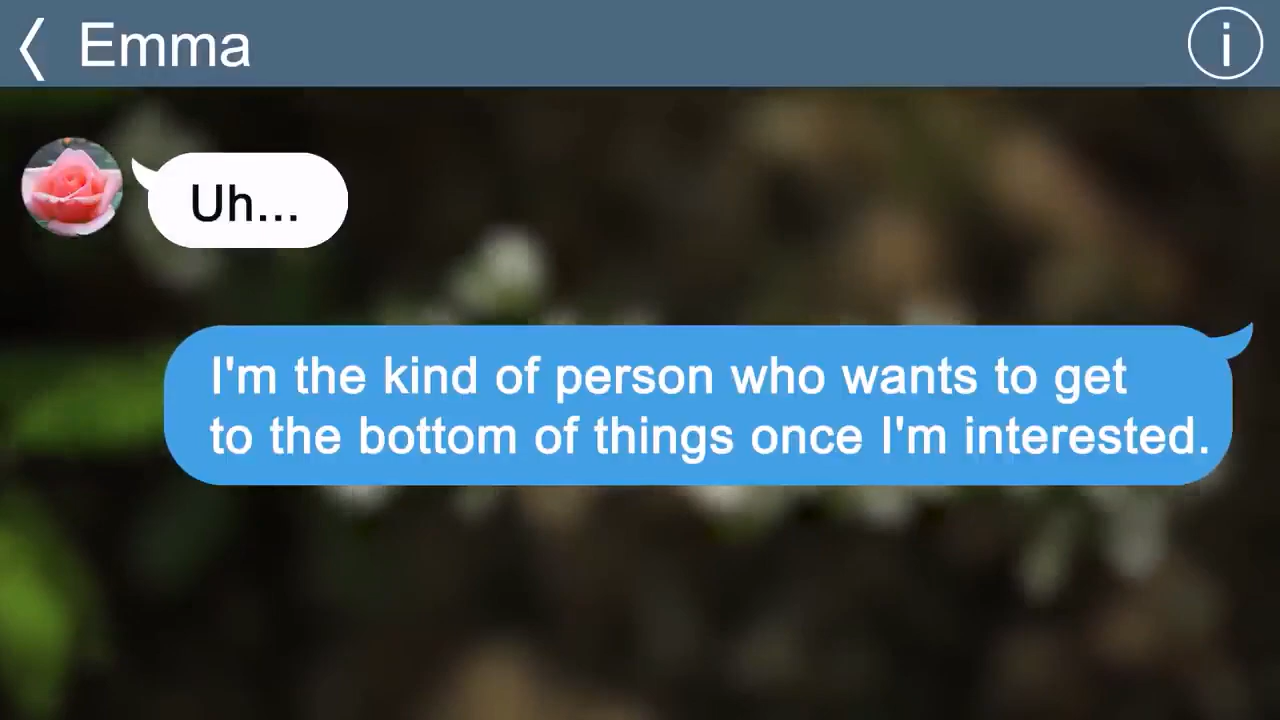 Emma
Uh...
I'm the kind of person who wants to get
to the bottom of things once I'm interested.